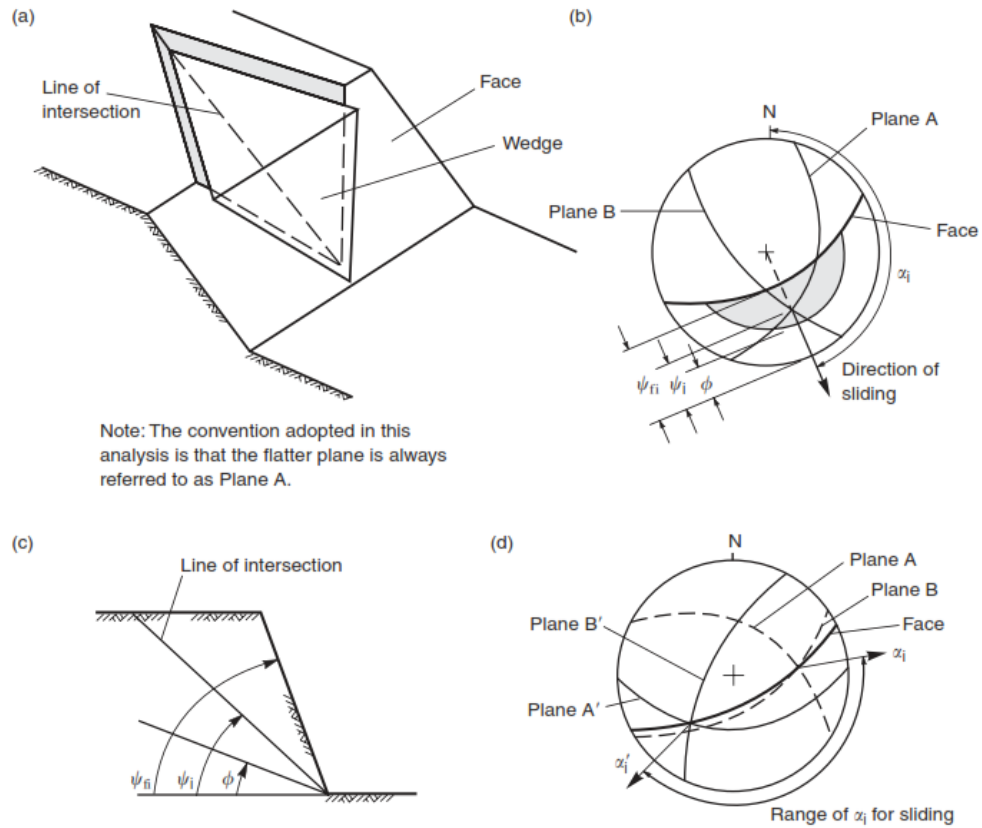 (a)
Line of
intersection
Face
Wedge
Note: The convention adopted in this
analysis is that the flatter plane is always
referred to as Plane A.
(b)
N
Plane A
Plane B
Face
αi
ψfi ψi ϕ
Direction of
sliding
(c)
Line of intersection
ψfi ψi ϕ
(d)
N
Plane A
Plane B
Plane B′
Face
αi
Plane A′
αi′
Range of αi for sliding